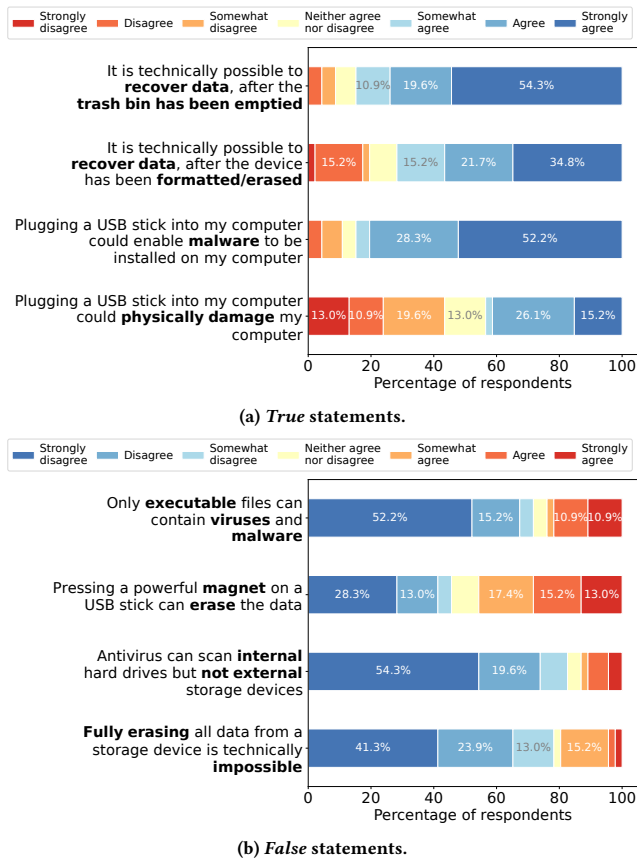 Strongly disagree Disagree Somewhat disagree Neither agree nor disagree Somewhat agree Agree Strongly agree
It is technically possible to
recover data, after the
trash bin has been emptied
10.9% 19.6% 54.3%
It is technically possible to
recover data, after the device
has been formatted/erased
15.2% 15.2% 21.7% 34.8%
Plugging a USB stick into my computer
could enable malware to be
installed on my computer
28.3% 52.2%
Plugging a USB stick into my computer
could physically damage my
computer
13.0% 10.9% 19.6% 13.0% 26.1% 15.2%
0 20 40 60 80 100
Percentage of respondents
(a) True statements.
Strongly disagree Disagree Somewhat disagree Neither agree nor disagree Somewhat agree Agree Strongly agree
Only executable files can
contain viruses and
malware
52.2% 15.2% 10.9% 10.9%
Pressing a powerful magnet on a
USB stick can erase the data
28.3% 13.0% 17.4% 15.2% 13.0%
Antivirus can scan internal
hard drives but not external
storage devices
54.3% 19.6%
Fully erasing all data from a
storage device is technically
impossible
41.3% 23.9% 13.0% 15.2%
0 20 40 60 80 100
Percentage of respondents
(b) False statements.